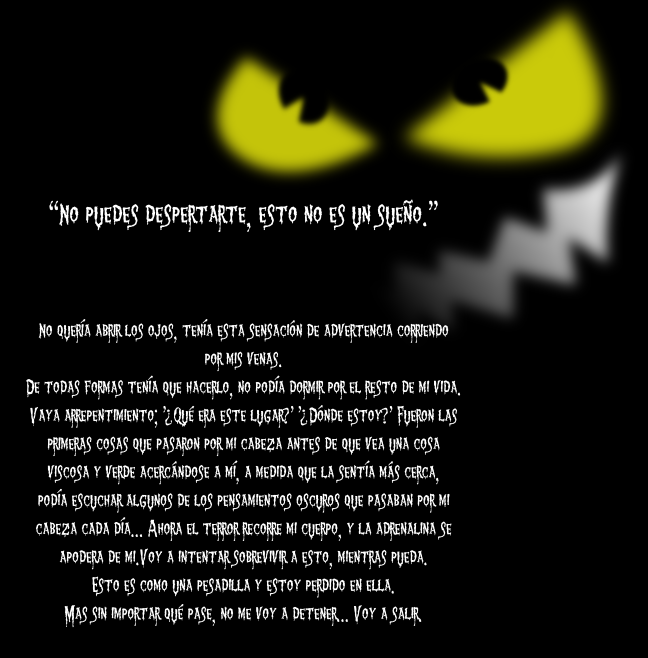 “No puedes despertarte, esto no es un sueño.”
No quería abrir los ojos, tenía esta sensación de advertencia corriendo
por mis venas.
De todas formas tenía que hacerlo, no podía dormir por el resto de mi vida.
Vaya arrepentimiento; '¿Qué era este lugar?' '¿Dónde estoy?' Fueron las
primeras cosas que pasaron por mi cabeza antes de que vea una cosa
viscosa y verde acercándose a mí, a medida que la sentía más cerca,
podía escuchar algunos de los pensamientos oscuros que pasaban por mi
cabeza cada día... Ahora el terror recorre mi cuerpo, y la adrenalina se
apodera de mi.Voy a intentar sobrevivir a esto, mientras pueda.
Esto es como una pesadilla y estoy perdido en ella.
Mas sin importar qué pase, no me voy a detener... Voy a salir.